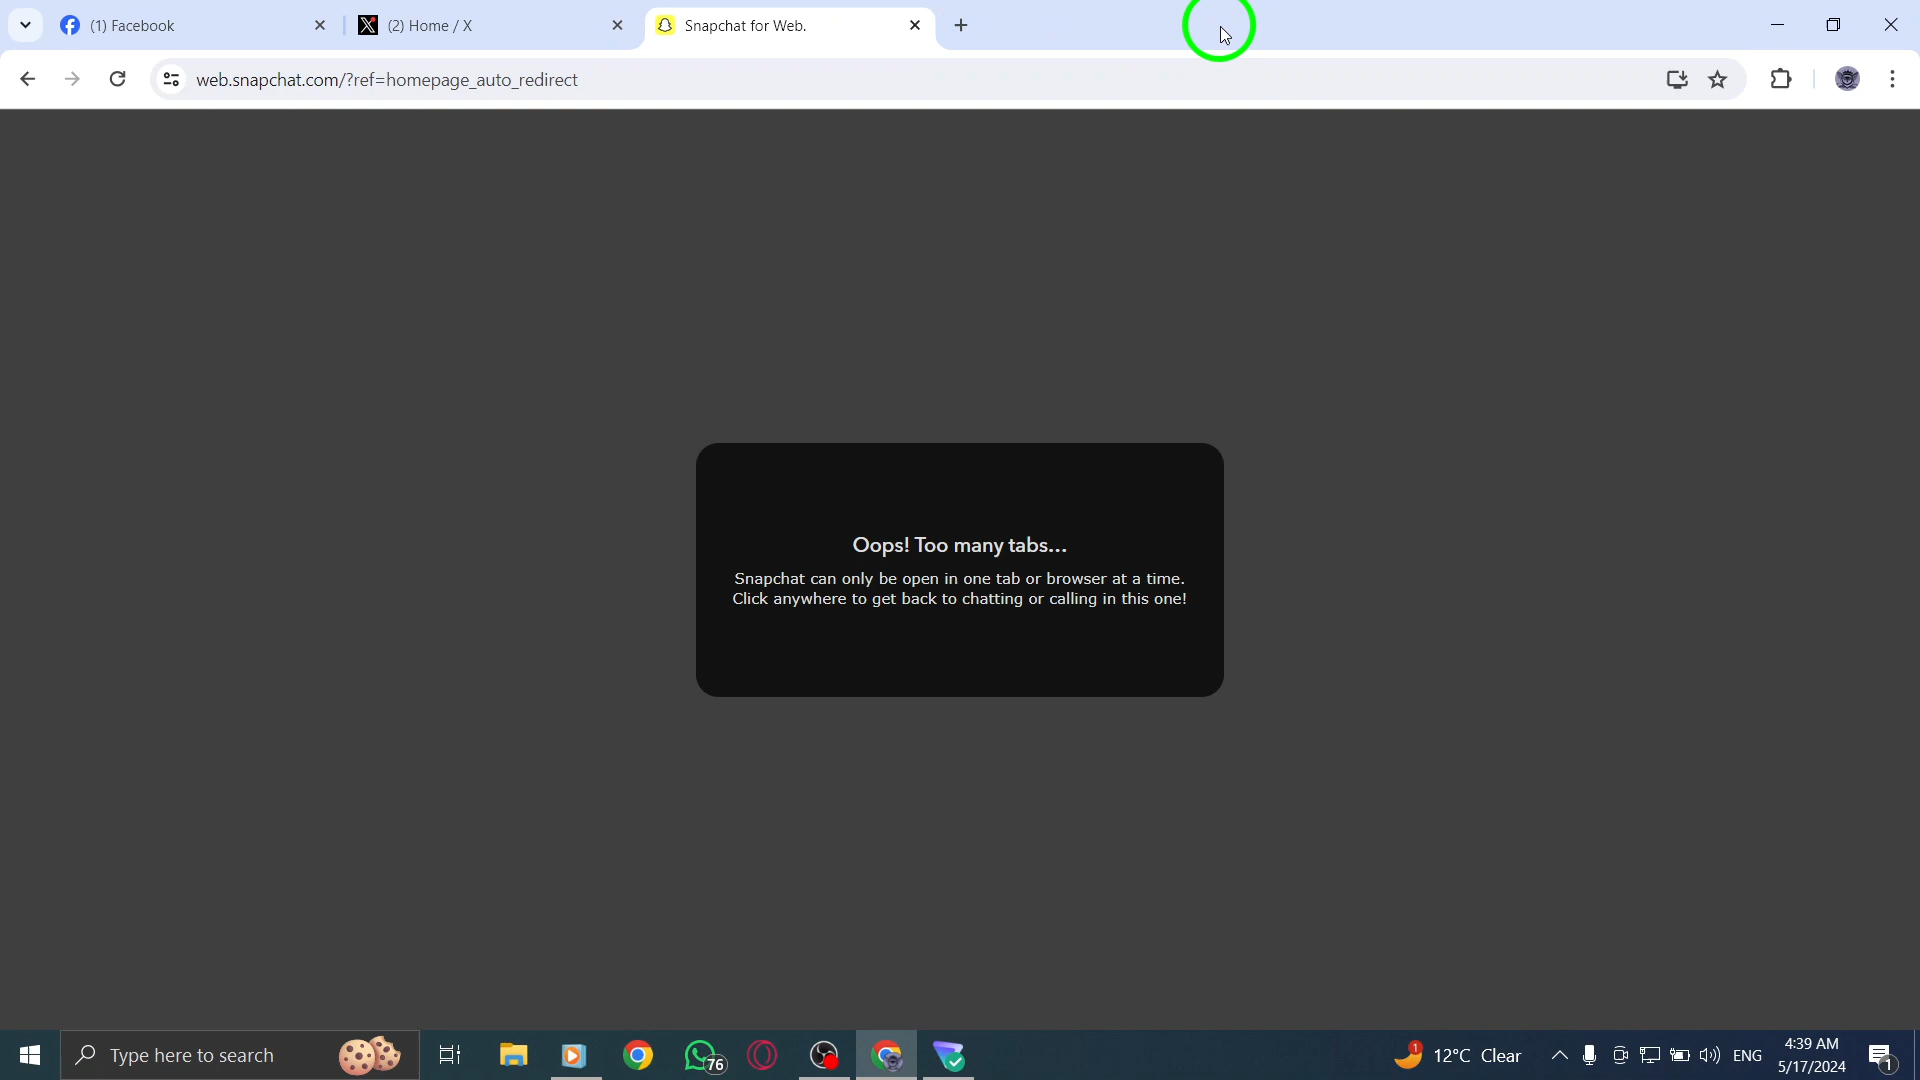 (1) Facebook
(2) Home / X
Snapchat for Web.
web.snapchat.com/?ref=homepage_auto_redirect
Oops! Too many tabs...
Snapchat can only be open in one tab or browser at a time.
Click anywhere to get back to chatting or calling in this one!
Type here to search
76
1
12°C Clear
ENG
4:39 AM
5/17/2024
1